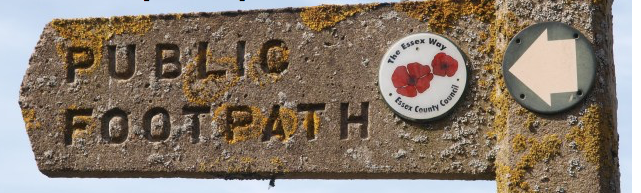 PUBLIC
FOOTPATH
The Essex Way
Essex County Council